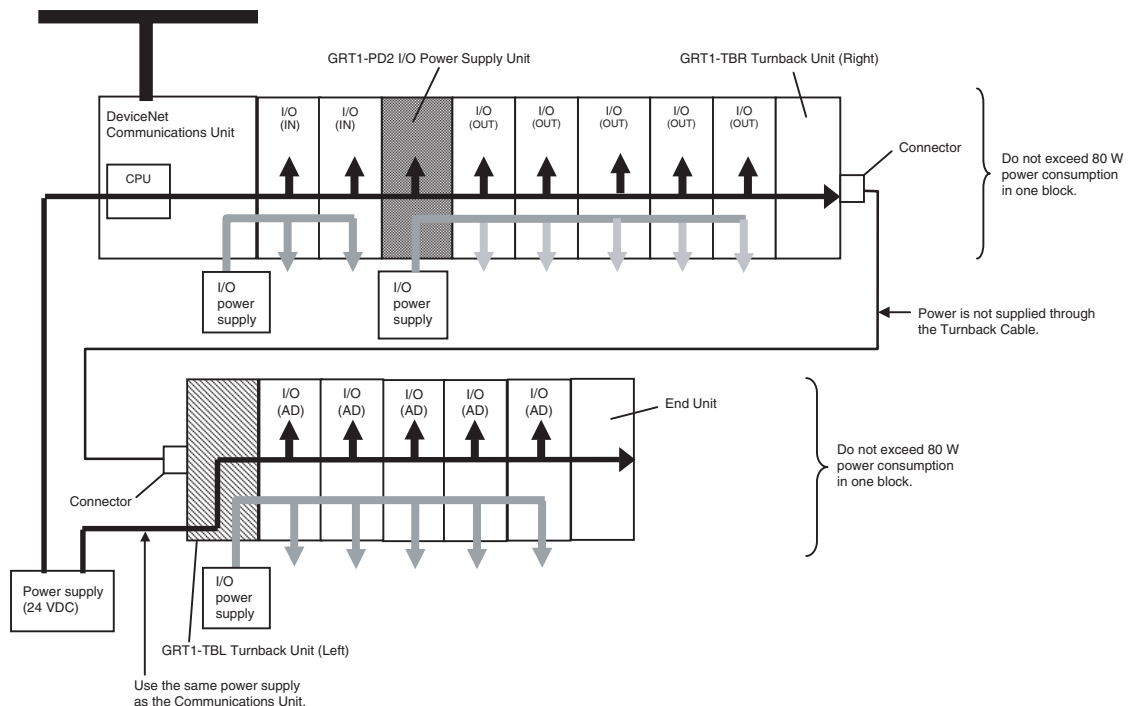 GRT1-PD2 I/O Power Supply Unit
GRT1-TBR Turnback Unit (Right)
DeviceNet
Communications Unit
CPU
I/O
(IN)
I/O
(IN)
I/O
(OUT)
I/O
(OUT)
I/O
(OUT)
I/O
(OUT)
I/O
(OUT)
Connector
Do not exceed 80 W
power consumption
in one block.
I/O
power
supply
I/O
power
supply
Power is not supplied through
the Turnback Cable.
I/O
(AD)
I/O
(AD)
I/O
(AD)
I/O
(AD)
I/O
(AD)
End Unit
Do not exceed 80 W
power consumption
in one block.
Connector
Power supply
(24 VDC)
I/O
power
supply
GRT1-TBL Turnback Unit (Left)
Use the same power supply
as the Communications Unit.